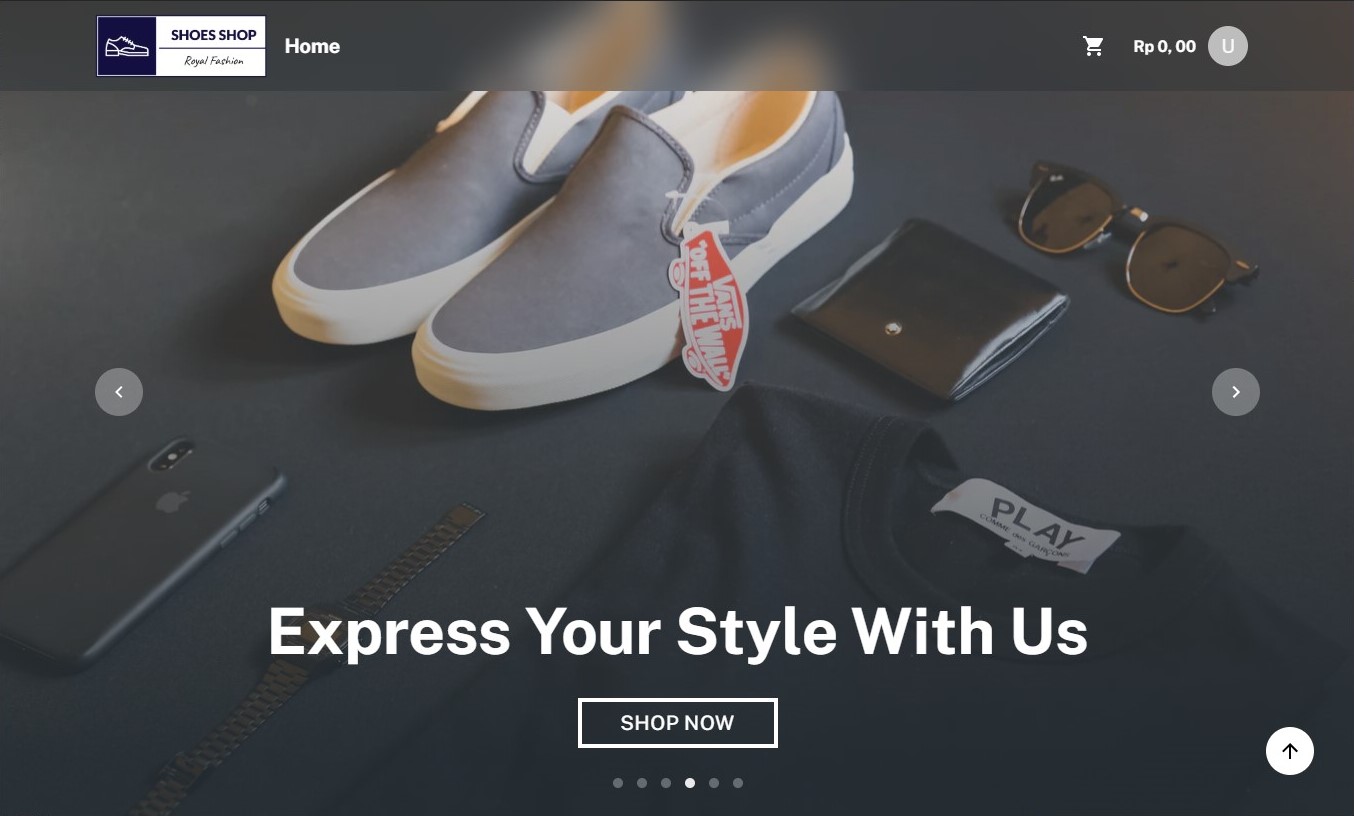 SHOES SHOP
Royal Fashion
Home
Rp 0, 00
U
"OFF THE WALL"
VANS
PLAY
COMME des GARÇONS
Express Your Style With Us
SHOP NOW